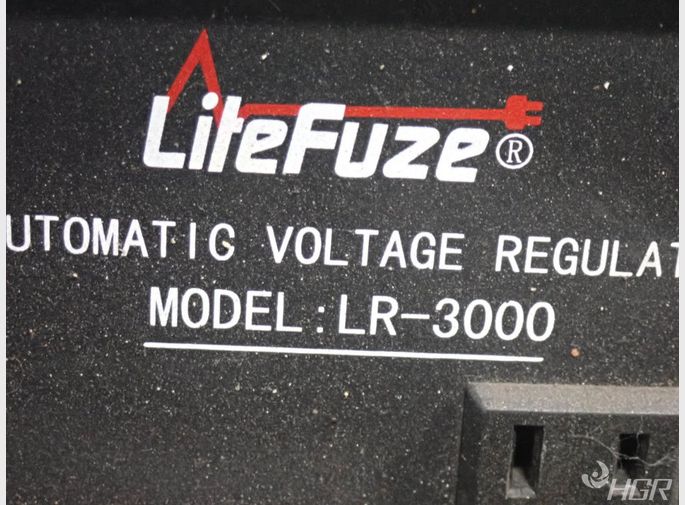 LiteFuze®
UTOMATIC VOLTAGE REGULAT
MODEL:LR-3000
HGR